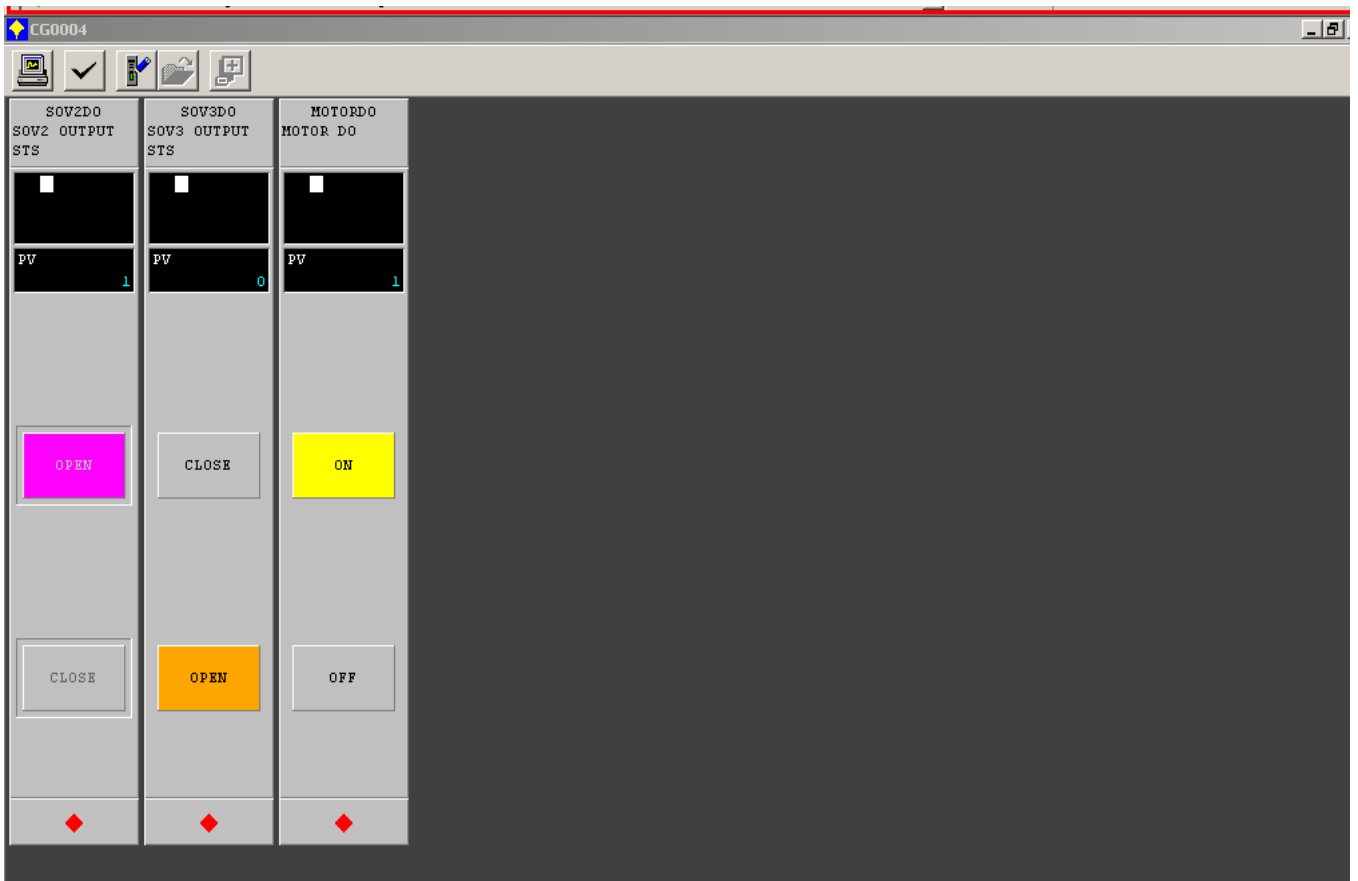 CG0004
SOV2DO
SOV2 OUTPUT
STS
PV
1
OPEN
CLOSE
SOV3DO
SOV3 OUTPUT
STS
PV
0
CLOSE
OPEN
MOTORDO
MOTOR DO
PV
1
ON
OFF